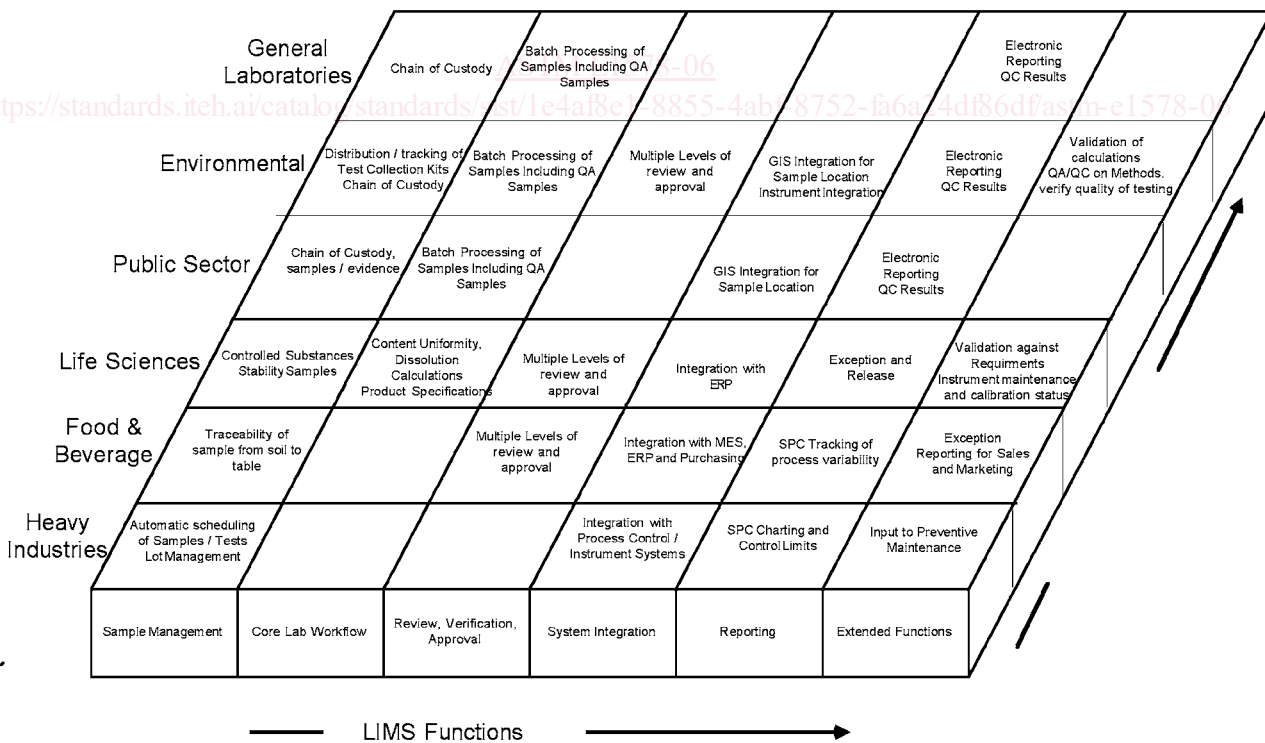 General
Laboratories
Chain of Custody
Batch Processing of
Samples Including QA
Samples
Electronic
Reporting
QC Results
tps://standards.iteh.ai/catalog/standards/sist/1e4af8e1-8855-4abf-8752-fa6a24df86df/astm-e1578-06
Environmental
Distribution / tracking of
Test Collection Kits
Chain of Custody
Batch Processing of
Samples Including QA
Samples
Multiple Levels of
review and
approval
GIS Integration for
Sample Location
Instrument Integration
Electronic
Reporting
QC Results
Validation of
calculations
QA/QC on Methods.
verify quality of testing
Public Sector
Chain of Custody,
samples / evidence
Batch Processing of
Samples Including QA
Samples
GIS Integration for
Sample Location
Electronic
Reporting
QC Results
Life Sciences
Controlled Substances
Stability Samples
Content Uniformity,
Dissolution
Calculations
Product Specifications
Multiple Levels of
review and
approval
Integration with
ERP
Exception and
Release
Validation against
Requirments
Instrument maintenance
and calibration status
Food &
Beverage
Traceability of
sample from soil to
table
Multiple Levels of
review and
approval
Integration with MES,
ERP and Purchasing
SPC Tracking of
process variability
Exception
Reporting for Sales
and Marketing
Heavy
Industries
Automatic scheduling
of Samples / Tests
Lot Management
Integration with
Process Control /
Instrument Systems
SPC Charting and
Control Limits
Input to Preventive
Maintenance
Sample Management
Core Lab Workflow
Review, Verification,
Approval
System Integration
Reporting
Extended Functions
LIMS Functions